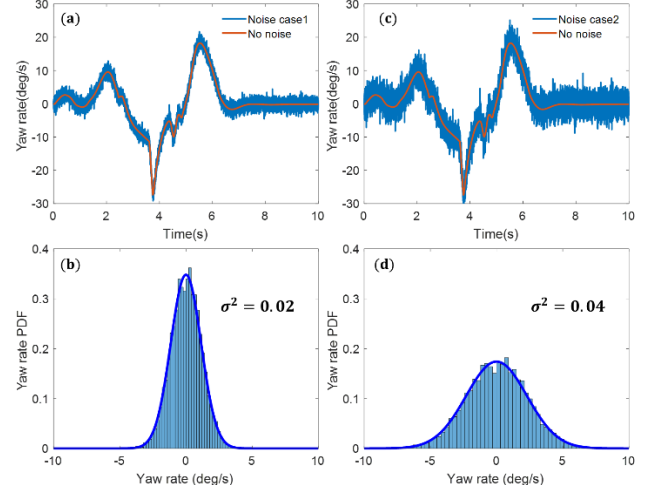 (a)
Noise case1
No noise
Yaw rate(deg/s)
30
20
10
0
-10
-20
-30
0
2
4
6
8
10
Time(s)
(c)
Noise case2
No noise
Yaw rate(deg/s)
30
20
10
0
-10
-20
-30
0
2
4
6
8
10
Time(s)
(b)
σ² = 0.02
Yaw rate PDF
0.4
0.3
0.2
0.1
0
-10
-5
0
5
10
Yaw rate (deg/s)
(d)
σ² = 0.04
Yaw rate PDF
0.4
0.3
0.2
0.1
0
-10
-5
0
5
10
Yaw rate (deg/s)